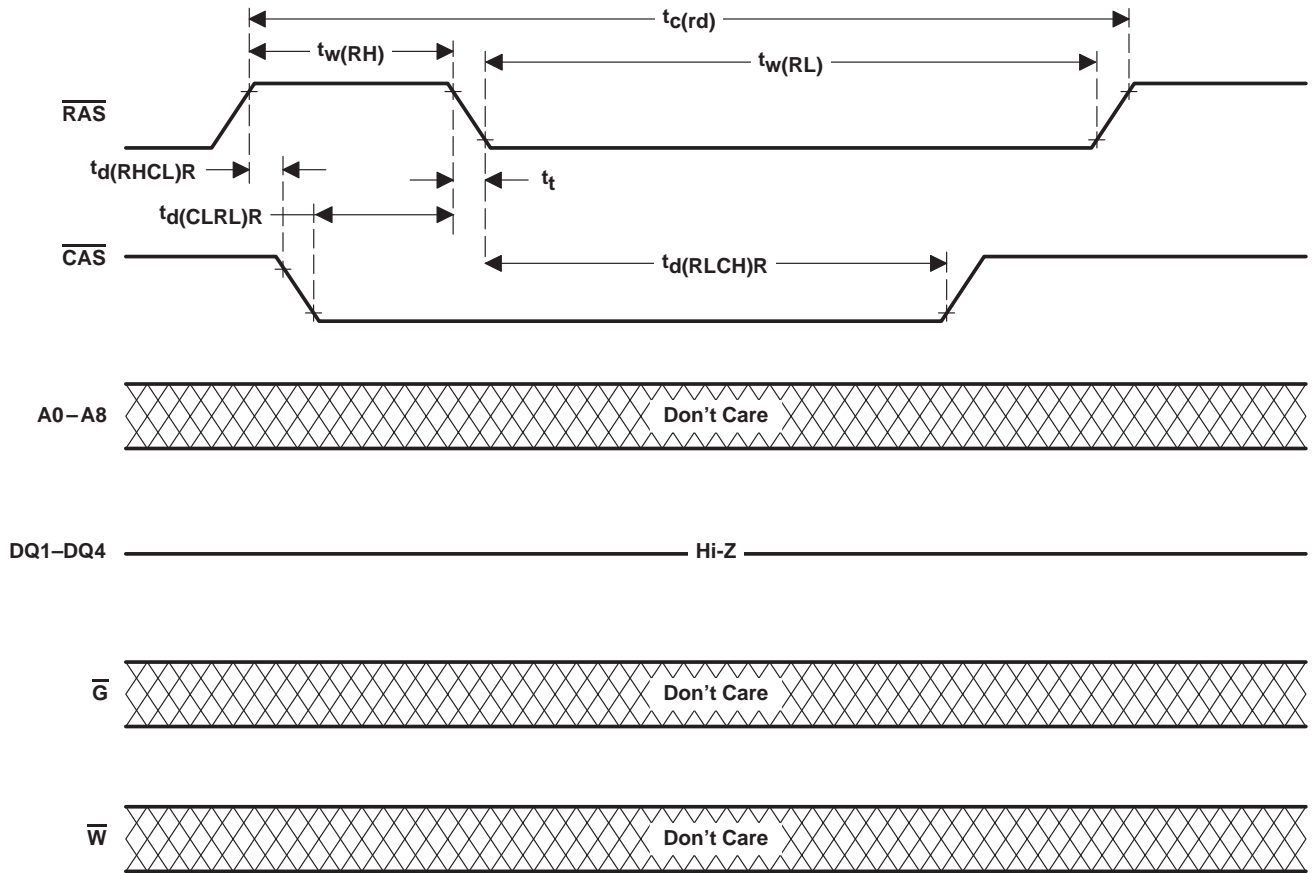 tc(rd)
tw(RH)
tw(RL)
RAS
td(RHCL)R
tt
td(CLRL)R
CAS
td(RLCH)R
A0–A8
Don't Care
DQ1–DQ4
Hi-Z
G
Don't Care
W
Don't Care